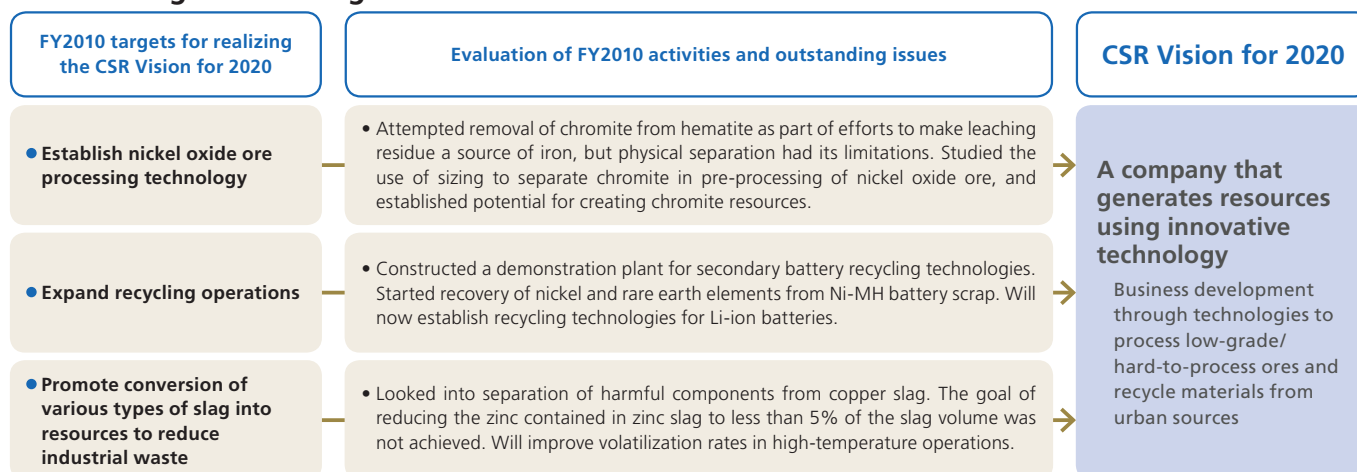 FY2010 targets for realizing
the CSR Vision for 2020
Evaluation of FY2010 activities and outstanding issues
CSR Vision for 2020
• Establish nickel oxide ore
processing technology
• Attempted removal of chromite from hematite as part of efforts to make leaching
residue a source of iron, but physical separation had its limitations. Studied the
use of sizing to separate chromite in pre-processing of nickel oxide ore, and
established potential for creating chromite resources.
• Expand recycling operations
• Constructed a demonstration plant for secondary battery recycling technologies.
Started recovery of nickel and rare earth elements from Ni-MH battery scrap. Will
now establish recycling technologies for Li-ion batteries.
• Promote conversion of
various types of slag into
resources to reduce
industrial waste
• Looked into separation of harmful components from copper slag. The goal of
reducing the zinc contained in zinc slag to less than 5% of the slag volume was
not achieved. Will improve volatilization rates in high-temperature operations.
A company that
generates resources
using innovative
technology
Business development
through technologies to
process low-grade/
hard-to-process ores and
recycle materials from
urban sources